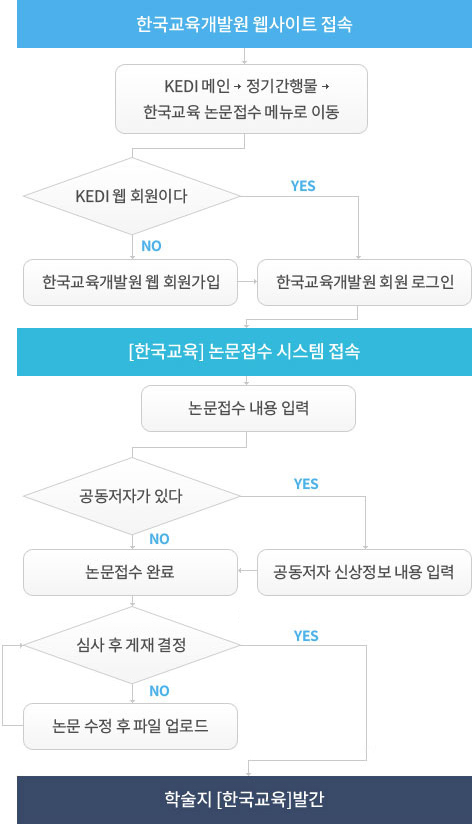 한국교육개발원 웹사이트 접속
KEDI 메인 → 정기간행물 →
한국교육 논문접수 메뉴로 이동
KEDI 웹 회원이다
YES
NO
한국교육개발원 웹 회원가입
한국교육개발원 회원 로그인
[한국교육] 논문접수 시스템 접속
논문접수 내용 입력
공동저자가 있다
YES
NO
논문접수 완료
공동저자 신상정보 내용 입력
심사 후 게재 결정
YES
NO
논문 수정 후 파일 업로드
학술지 [한국교육]발간